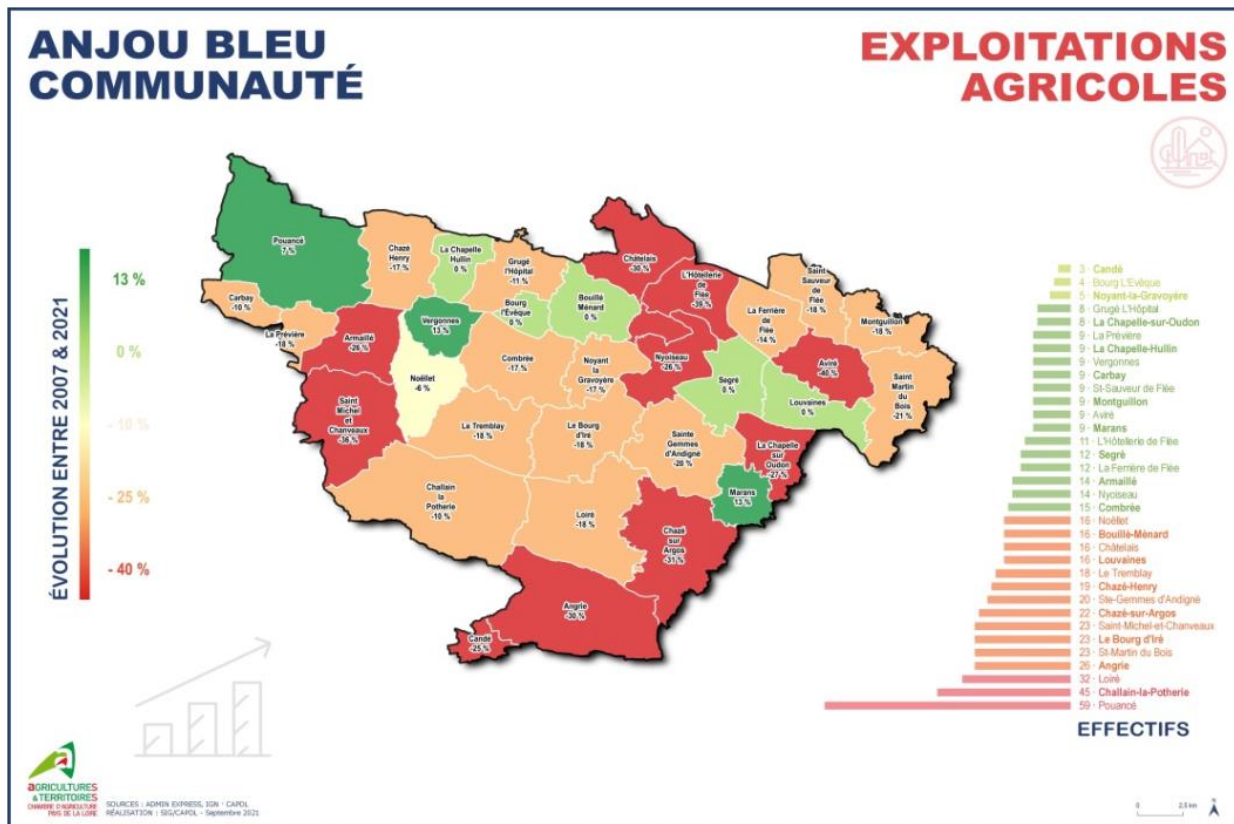 ANJOU BLEU
COMMUNAUTÉ
EXPLOITATIONS
AGRICOLES
ÉVOLUTION ENTRE 2007 & 2021
13 %
0 %
- 10 %
- 25 %
- 40 %
Pouancé
7 %
Chazé
Henry
-17 %
La Chapelle
Hullin
0 %
Grugé
l'Hôpital
-11 %
Châtelais
-30 %
L'Hôtellerie
de
Flée
-39 %
Saint
Sauveur
de
Flée
-18 %
Carbay
-10 %
La Prévière
-18 %
Armaillé
-26 %
Vergonnes
13 %
Bourg
l'Évêque
0 %
Bouillé
Ménard
0 %
La Ferrière
de
Flée
-14 %
Montguillon
-18 %
Noëllet
-6 %
Combrée
-17 %
Noyant
la
Gravoyère
-17 %
Nyoiseau
-26 %
Segré
0 %
Aviré
-40 %
Saint
Martin
du
Bois
-21 %
Saint
Michel
et
Chanveaux
-36 %
Le Tremblay
-18 %
Le Bourg
d'Iré
-18 %
Sainte
Gemmes
d'Andigné
-20 %
Louvaines
0 %
La Chapelle
sur
Oudon
-27 %
Challain
la
Potherie
-10 %
Loiré
-18 %
Marans
13 %
Chazé
sur
Argos
-31 %
Angrie
-30 %
Candé
-25 %
3 · Candé
4 · Bourg L'Evêque
5 · Noyant-la-Gravoyère
8 · Grugé L'Hôpital
8 · La Chapelle-sur-Oudon
9 · La Chapelle-Hullin
9 · Vergonnes
9 · Carbay
9 · St-Sauveur de Flée
9 · Montguillon
9 · Aviré
9 · Marans
11 · L'Hôtellerie de Flée
12 · Segré
12 · La Ferrière de Flée
14 · Armaillé
14 · Nyoiseau
15 · Combrée
16 · Noëllet
16 · Bouillé-Ménard
16 · Châtelais
16 · Louvaines
18 · Le Tremblay
19 · Chazé-Henry
20 · Ste-Gemmes d'Andigné
22 · Chazé-sur-Argos
23 · Saint-Michel-et-Chanveaux
23 · Le Bourg d'Iré
23 · St-Martin du Bois
26 · Angrie
32 · Loiré
45 · Challain-la-Potherie
59 · Pouancé
EFFECTIFS
AGRICULTURES
& TERRITOIRES
CHAMBRE D'AGRICULTURE
PAYS DE LA LOIRE
SOURCES : ADMIN EXPRESS, IGN · CAPDL
RÉALISATION : SIG/CAPDL - Septembre 2021
0 2,5 km